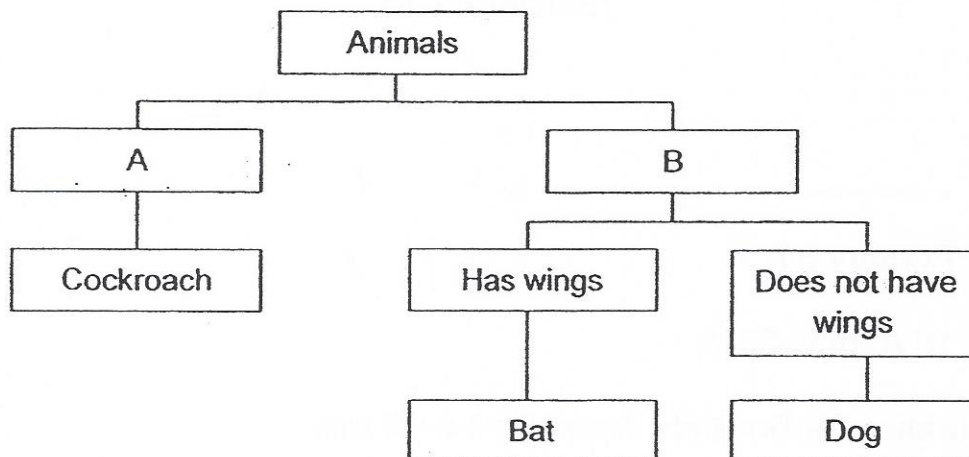 Animals
A
B
Cockroach
Has wings
Does not have
wings
Bat
Dog